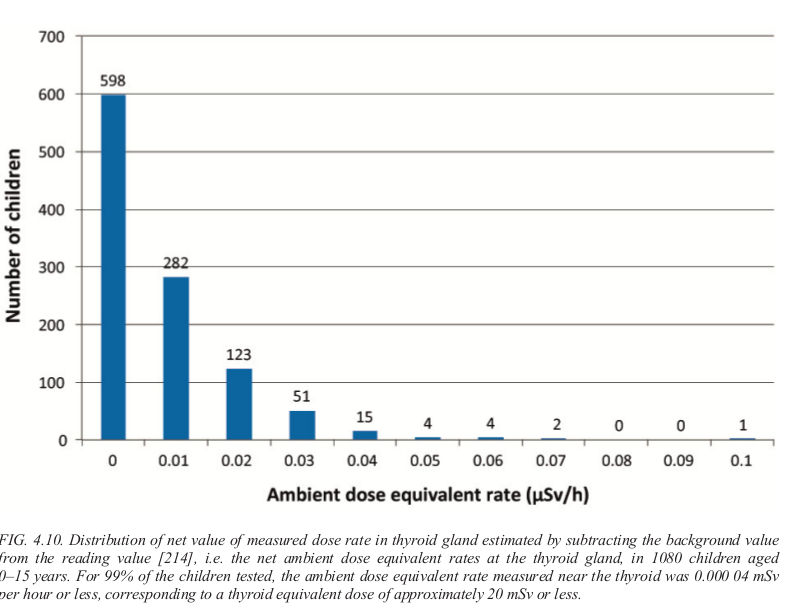 700
600
500
400
300
200
100
0
Number of children
598
282
123
51
15
4
4
2
0
0
1
0 0.01 0.02 0.03 0.04 0.05 0.06 0.07 0.08 0.09 0.1
Ambient dose equivalent rate (µSv/h)
FIG. 4.10. Distribution of net value of measured dose rate in thyroid gland estimated by subtracting the background value
from the reading value [214], i.e. the net ambient dose equivalent rates at the thyroid gland, in 1080 children aged
0–15 years. For 99% of the children tested, the ambient dose equivalent rate measured near the thyroid was 0.000 04 mSv
per hour or less, corresponding to a thyroid equivalent dose of approximately 20 mSv or less.